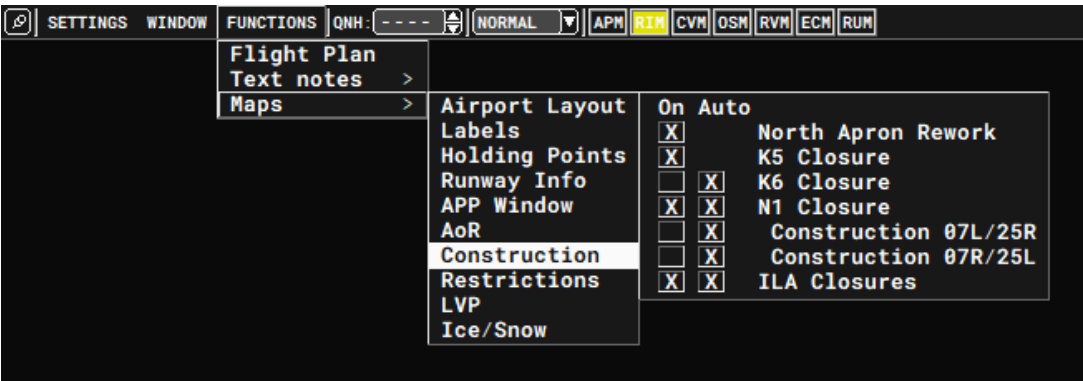 SETTINGS WINDOW FUNCTIONS QNH: ---- NORMAL APM RIM CVM OSM RVM ECM RUM
Flight Plan
Text notes >
Maps >
Airport Layout
Labels
Holding Points
Runway Info
APP Window
AoR
Construction
Restrictions
LVP
Ice/Snow
On Auto
X North Apron Rework
X K5 Closure
X K6 Closure
X X N1 Closure
X Construction 07L/25R
X Construction 07R/25L
X X ILA Closures